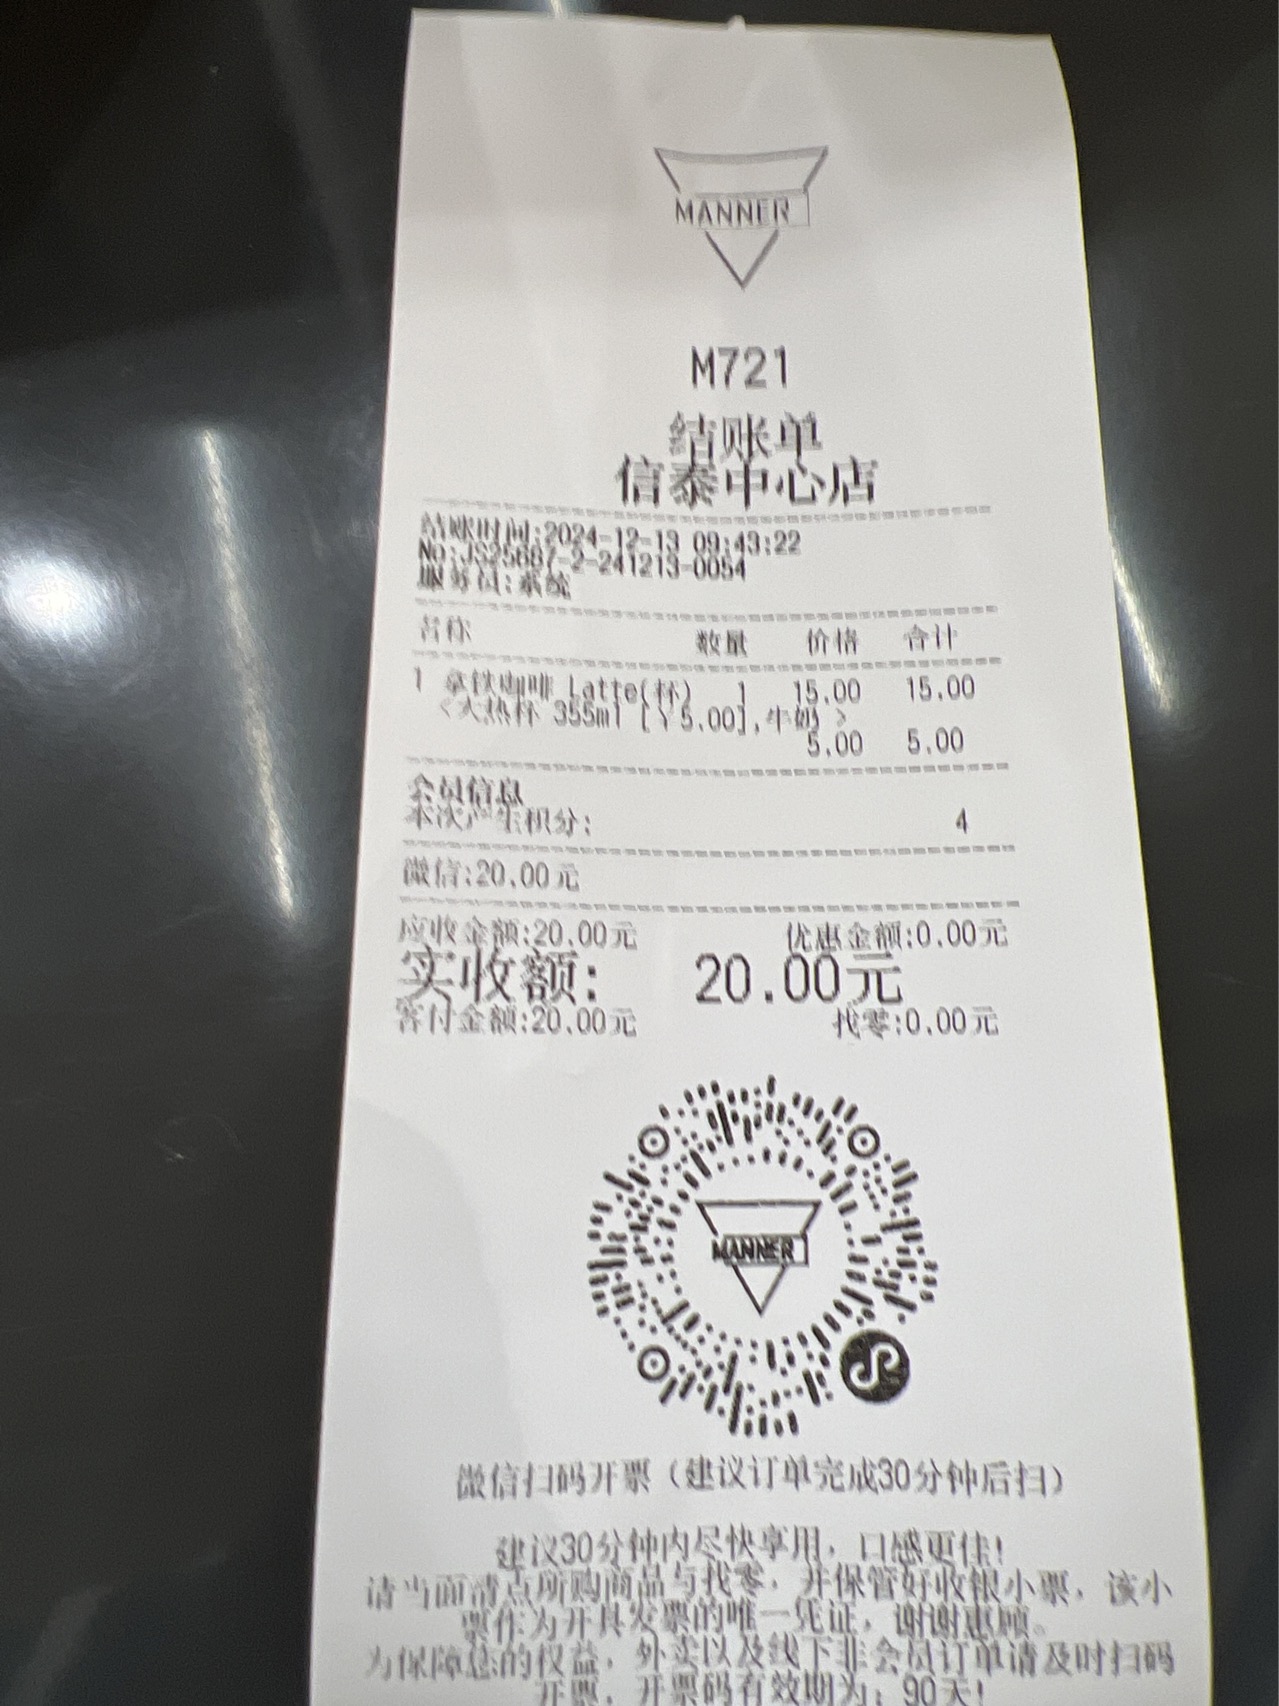 MANNER
M721
结账单
信泰中心店
结账时间:2024-12-13 09:43:22
No:JS25687-2-241213-0054
服务员:系统
名称 数量 价格 合计
1 拿铁咖啡 Latte(杯) 1 15.00 15.00
<大热杯 355ml [￥5.00],牛奶 >
5.00 5.00
会员信息
本次产生积分: 4
微信:20.00元
应收金额:20.00元 优惠金额:0.00元
实收额: 20.00元
客付金额:20.00元 找零:0.00元
MANNER
微信扫码开票（建议订单完成30分钟后扫）
建议30分钟内尽快享用，口感更佳！
请当面清点所购商品与找零，并保管好收银小票，该小
票作为开具发票的唯一凭证，谢谢惠顾。
为保障您的权益，外卖以及线下非会员订单请及时扫码
开票，开票码有效期为：90天！